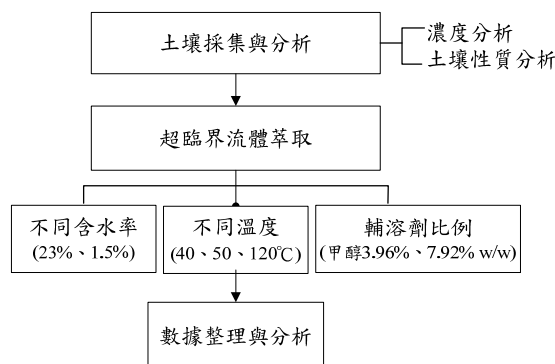 土壤採集與分析
濃度分析
土壤性質分析
超臨界流體萃取
不同含水率
(23%、1.5%)
不同溫度
(40、50、120℃)
輔溶劑比例
(甲醇3.96%、7.92% w/w)
數據整理與分析